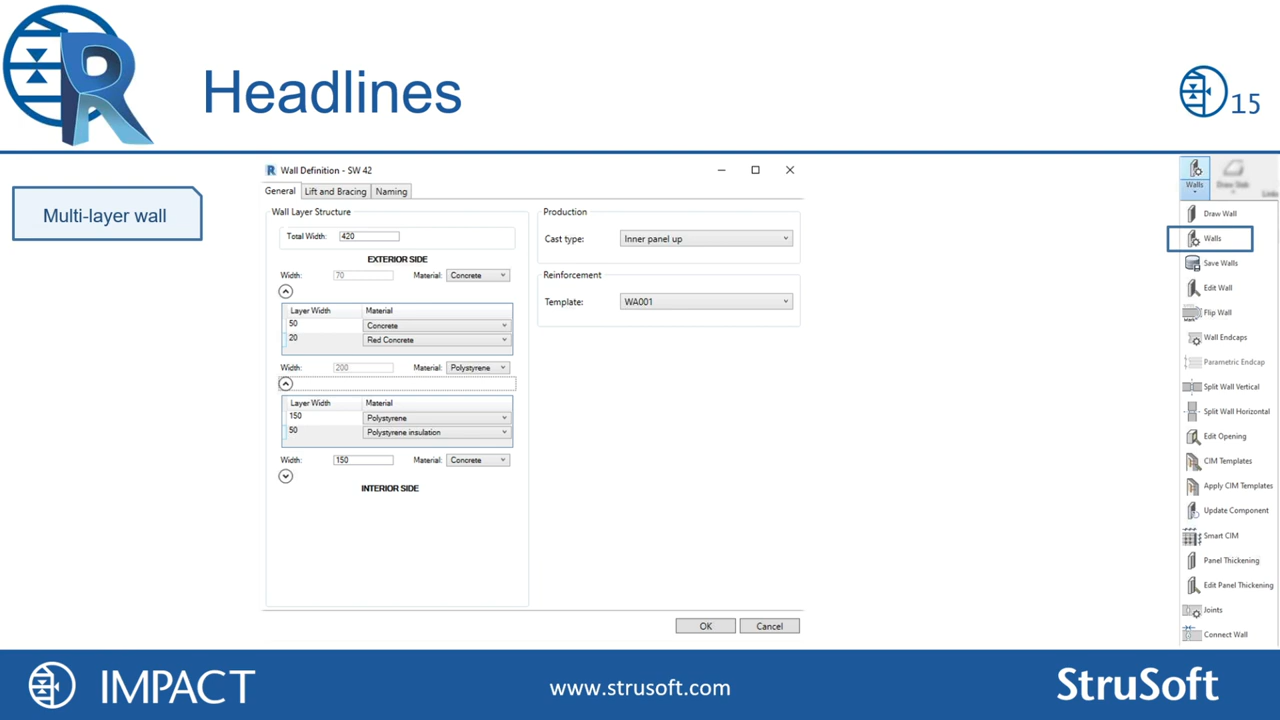 Headlines
15
Multi-layer wall
Wall Definition - SW 42
General Lift and Bracing Naming
Wall Layer Structure
Total Width: 420
EXTERIOR SIDE
Width: 70 Material: Concrete
Layer Width Material
50 Concrete
20 Red Concrete
Width: 200 Material: Polystyrene
Layer Width Material
150 Polystyrene
50 Polystyrene insulation
Width: 150 Material: Concrete
INTERIOR SIDE
Production
Cast type: Inner panel up
Reinforcement
Template: WA001
OK Cancel
Walls
Draw Slab
Links
Draw Wall
Walls
Save Walls
Edit Wall
Flip Wall
Wall Endcaps
Parametric Endcap
Split Wall Vertical
Split Wall Horizontal
Edit Opening
CIM Templates
Apply CIM Templates
Update Component
Smart CIM
Panel Thickening
Edit Panel Thickening
Joints
Connect Wall
IMPACT
www.strusoft.com
StruSoft